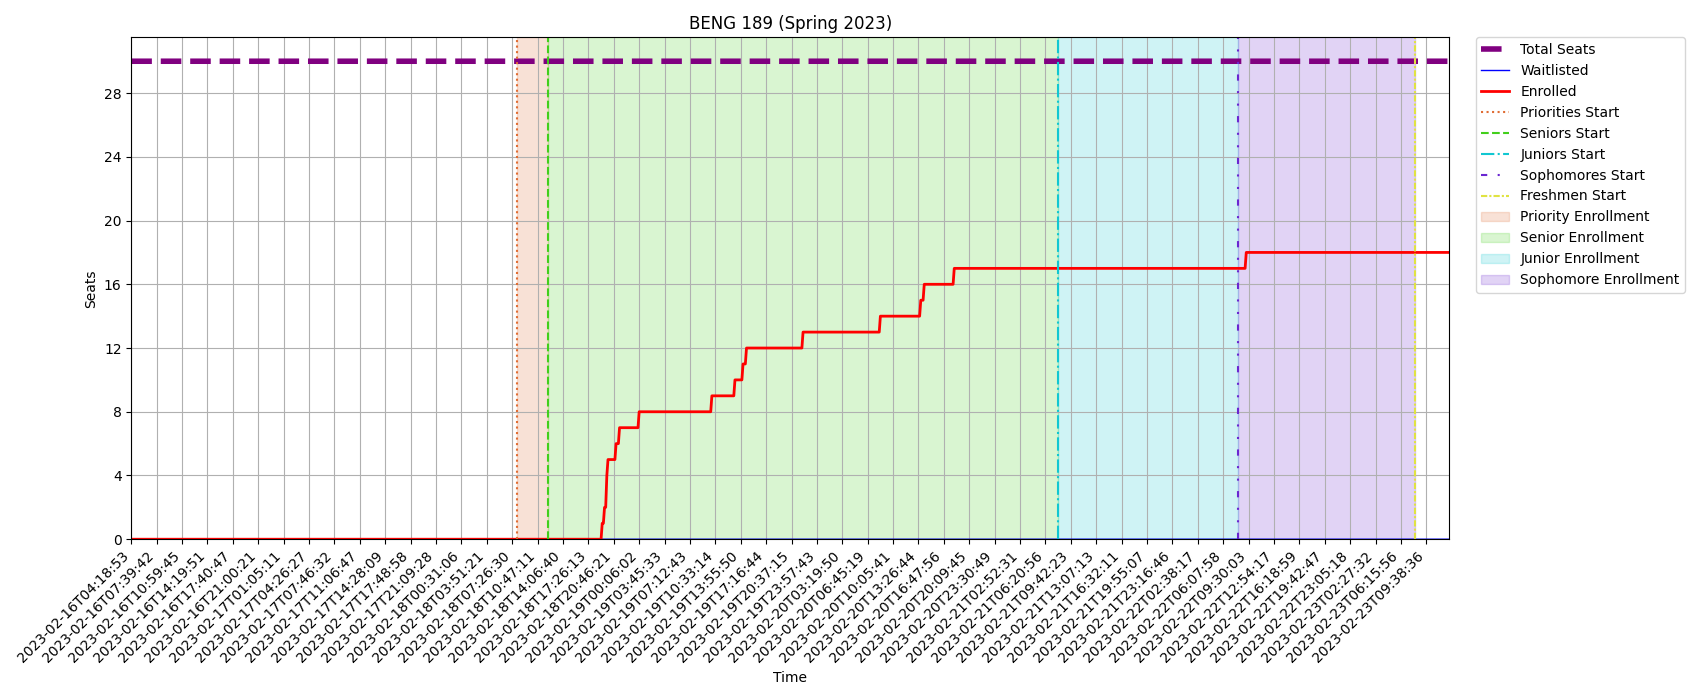 BENG 189 (Spring 2023)
Total Seats
Waitlisted
Enrolled
Priorities Start
Seniors Start
Juniors Start
Sophomores Start
Freshmen Start
Priority Enrollment
Senior Enrollment
Junior Enrollment
Sophomore Enrollment
Seats
28
24
20
16
12
8
4
0
2023-02-16T04:18:53
2023-02-16T07:39:42
2023-02-16T10:59:45
2023-02-16T14:19:51
2023-02-16T17:40:47
2023-02-16T21:00:21
2023-02-17T01:05:11
2023-02-17T04:26:27
2023-02-17T07:46:32
2023-02-17T11:06:47
2023-02-17T14:28:09
2023-02-17T17:48:58
2023-02-17T21:09:28
2023-02-18T00:31:06
2023-02-18T03:51:21
2023-02-18T07:26:30
2023-02-18T10:47:11
2023-02-18T14:06:40
2023-02-18T17:26:13
2023-02-18T20:46:21
2023-02-19T00:06:02
2023-02-19T03:45:33
2023-02-19T07:12:43
2023-02-19T10:33:14
2023-02-19T13:55:50
2023-02-19T17:16:44
2023-02-19T20:37:15
2023-02-19T23:57:43
2023-02-20T03:19:50
2023-02-20T06:45:19
2023-02-20T10:05:41
2023-02-20T13:26:44
2023-02-20T16:47:56
2023-02-20T20:09:45
2023-02-20T23:30:49
2023-02-21T02:52:31
2023-02-21T06:20:56
2023-02-21T09:42:23
2023-02-21T13:07:13
2023-02-21T16:32:11
2023-02-21T19:55:07
2023-02-21T23:16:46
2023-02-22T02:38:17
2023-02-22T06:07:58
2023-02-22T09:30:03
2023-02-22T12:54:17
2023-02-22T16:18:59
2023-02-22T19:42:47
2023-02-22T23:05:18
2023-02-23T02:27:32
2023-02-23T06:15:56
2023-02-23T09:38:36
Time